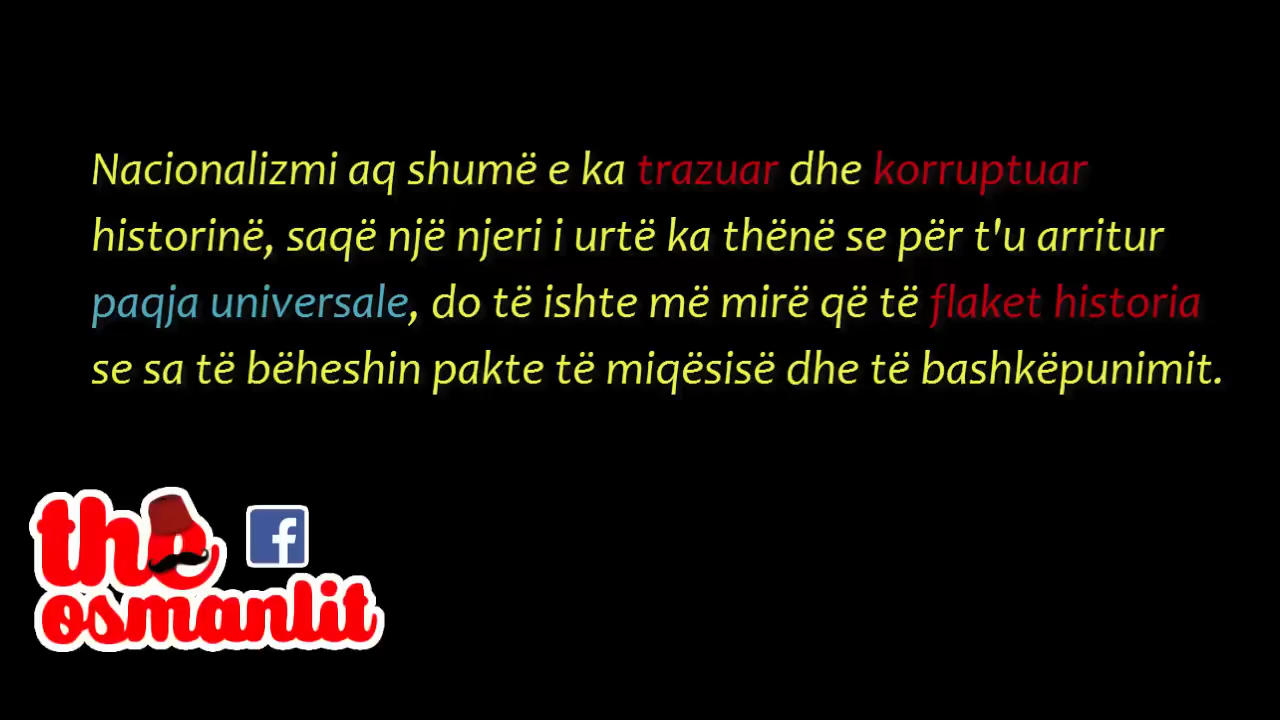 Nacionalizmi aq shumë e ka trazuar dhe korruptuar
historinë, saqë një njeri i urtë ka thënë se për t'u arritur
paqja universale, do të ishte më mirë që të flaket historia
se sa të bëheshin pakte të miqësisë dhe të bashkëpunimit.
the
f
osmanlit